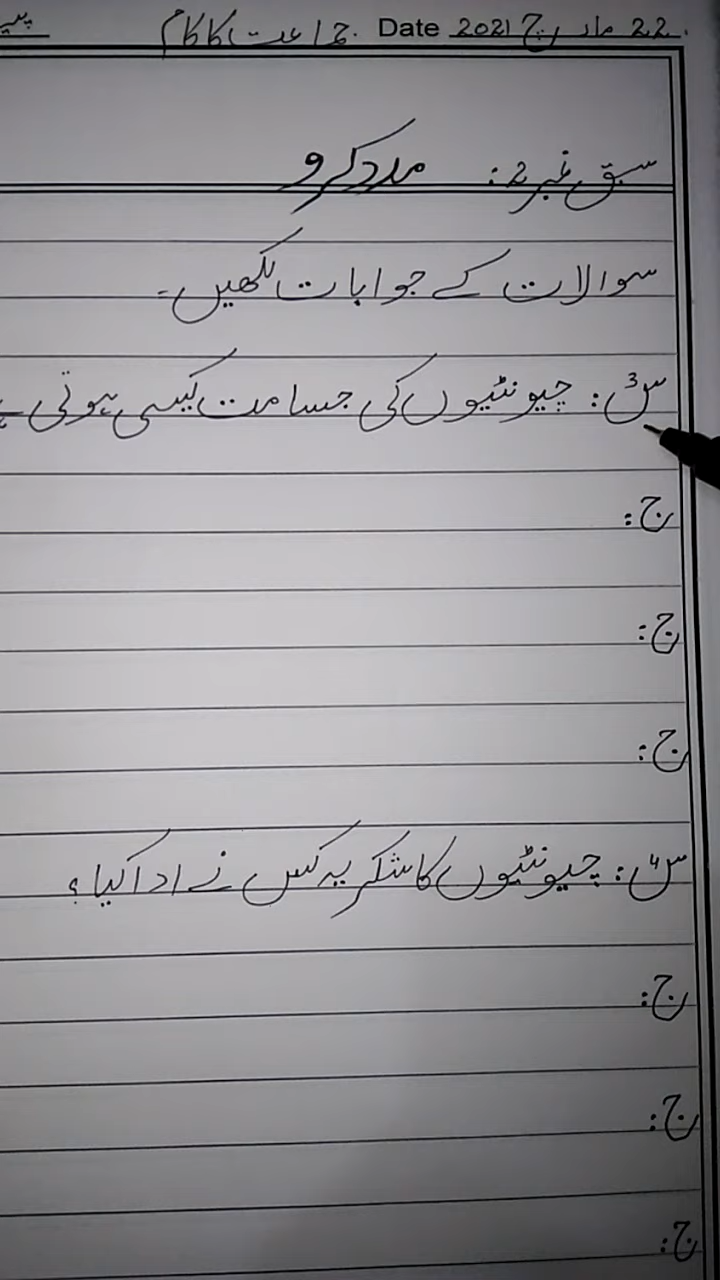 22 مارچ 2021 Date جماعت کا کام
سبق نمبر 2: مدد کرو
سوالات کے جوابات لکھیں۔
س3: چیونٹیوں کی جسامت کیسی ہوتی
ج:
ج:
ج:
س4: چیونٹیوں کا شکریہ کس نے ادا کیا؟
ج:
ج:
ج: